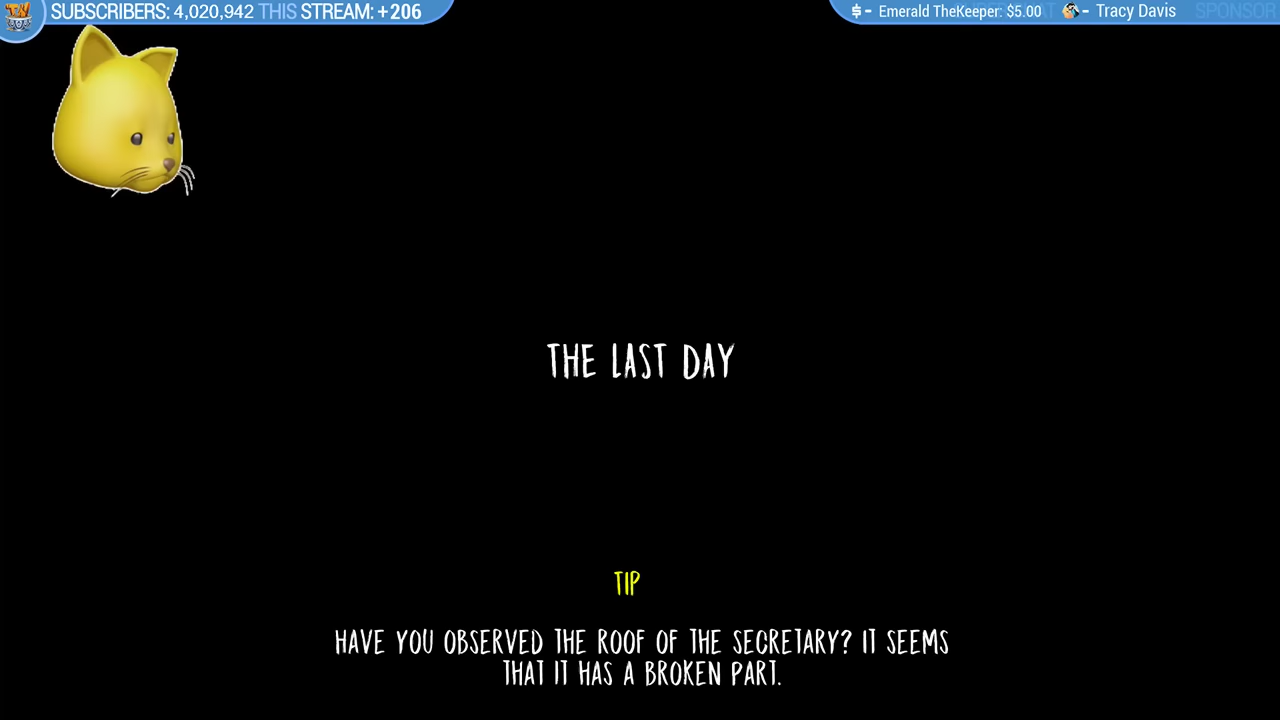 SUBSCRIBERS: 4,020,942 THIS STREAM: +206
$- Emerald TheKeeper: $5.00 - Tracy Davis SPONSOR
THE LAST DAY
TIP
HAVE YOU OBSERVED THE ROOF OF THE SECRETARY? IT SEEMS
THAT IT HAS A BROKEN PART.